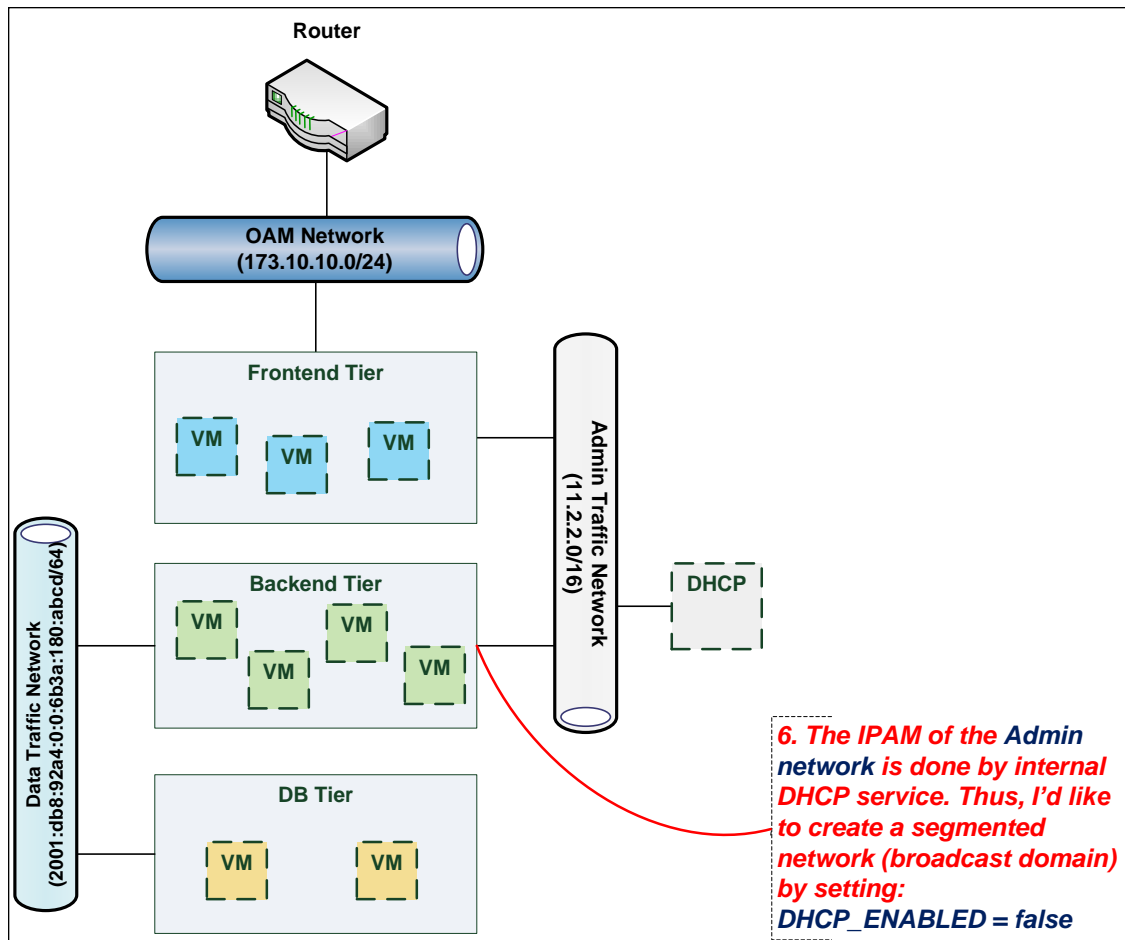 Router
OAM Network
(173.10.10.0/24)
Frontend Tier
VM
VM
VM
Admin Traffic Network
(11.2.2.0/16)
Data Traffic Network
(2001:db8:92a4:0:0:6b3a:180:abcd/64)
Backend Tier
VM
VM
VM
VM
DHCP
DB Tier
VM
VM
6. The IPAM of the Admin
network is done by internal
DHCP service. Thus, I'd like
to create a segmented
network (broadcast domain)
by setting:
DHCP_ENABLED = false